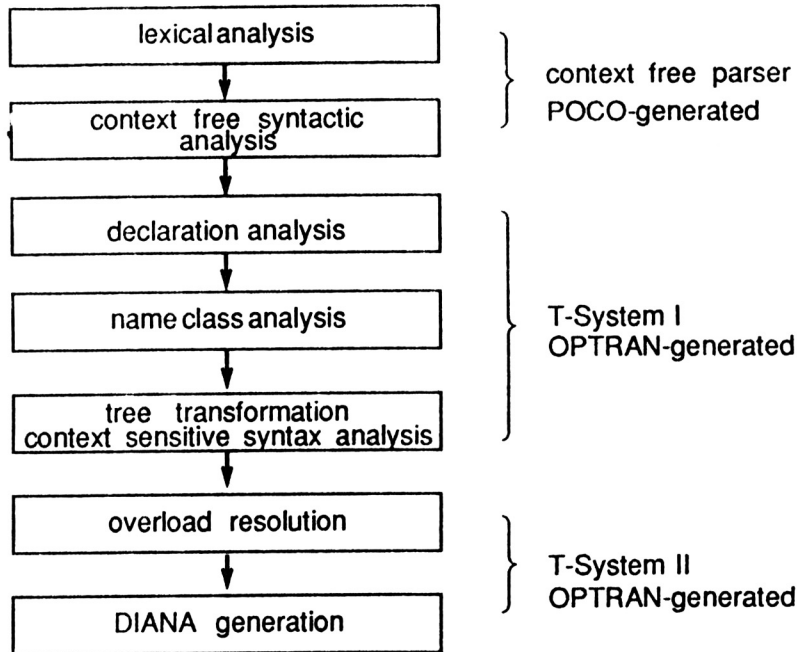 lexical analysis
context free parser
POCO-generated
context free syntactic
analysis
declaration analysis
name class analysis
T-System I
OPTRAN-generated
tree transformation
context sensitive syntax analysis
overload resolution
T-System II
OPTRAN-generated
DIANA generation